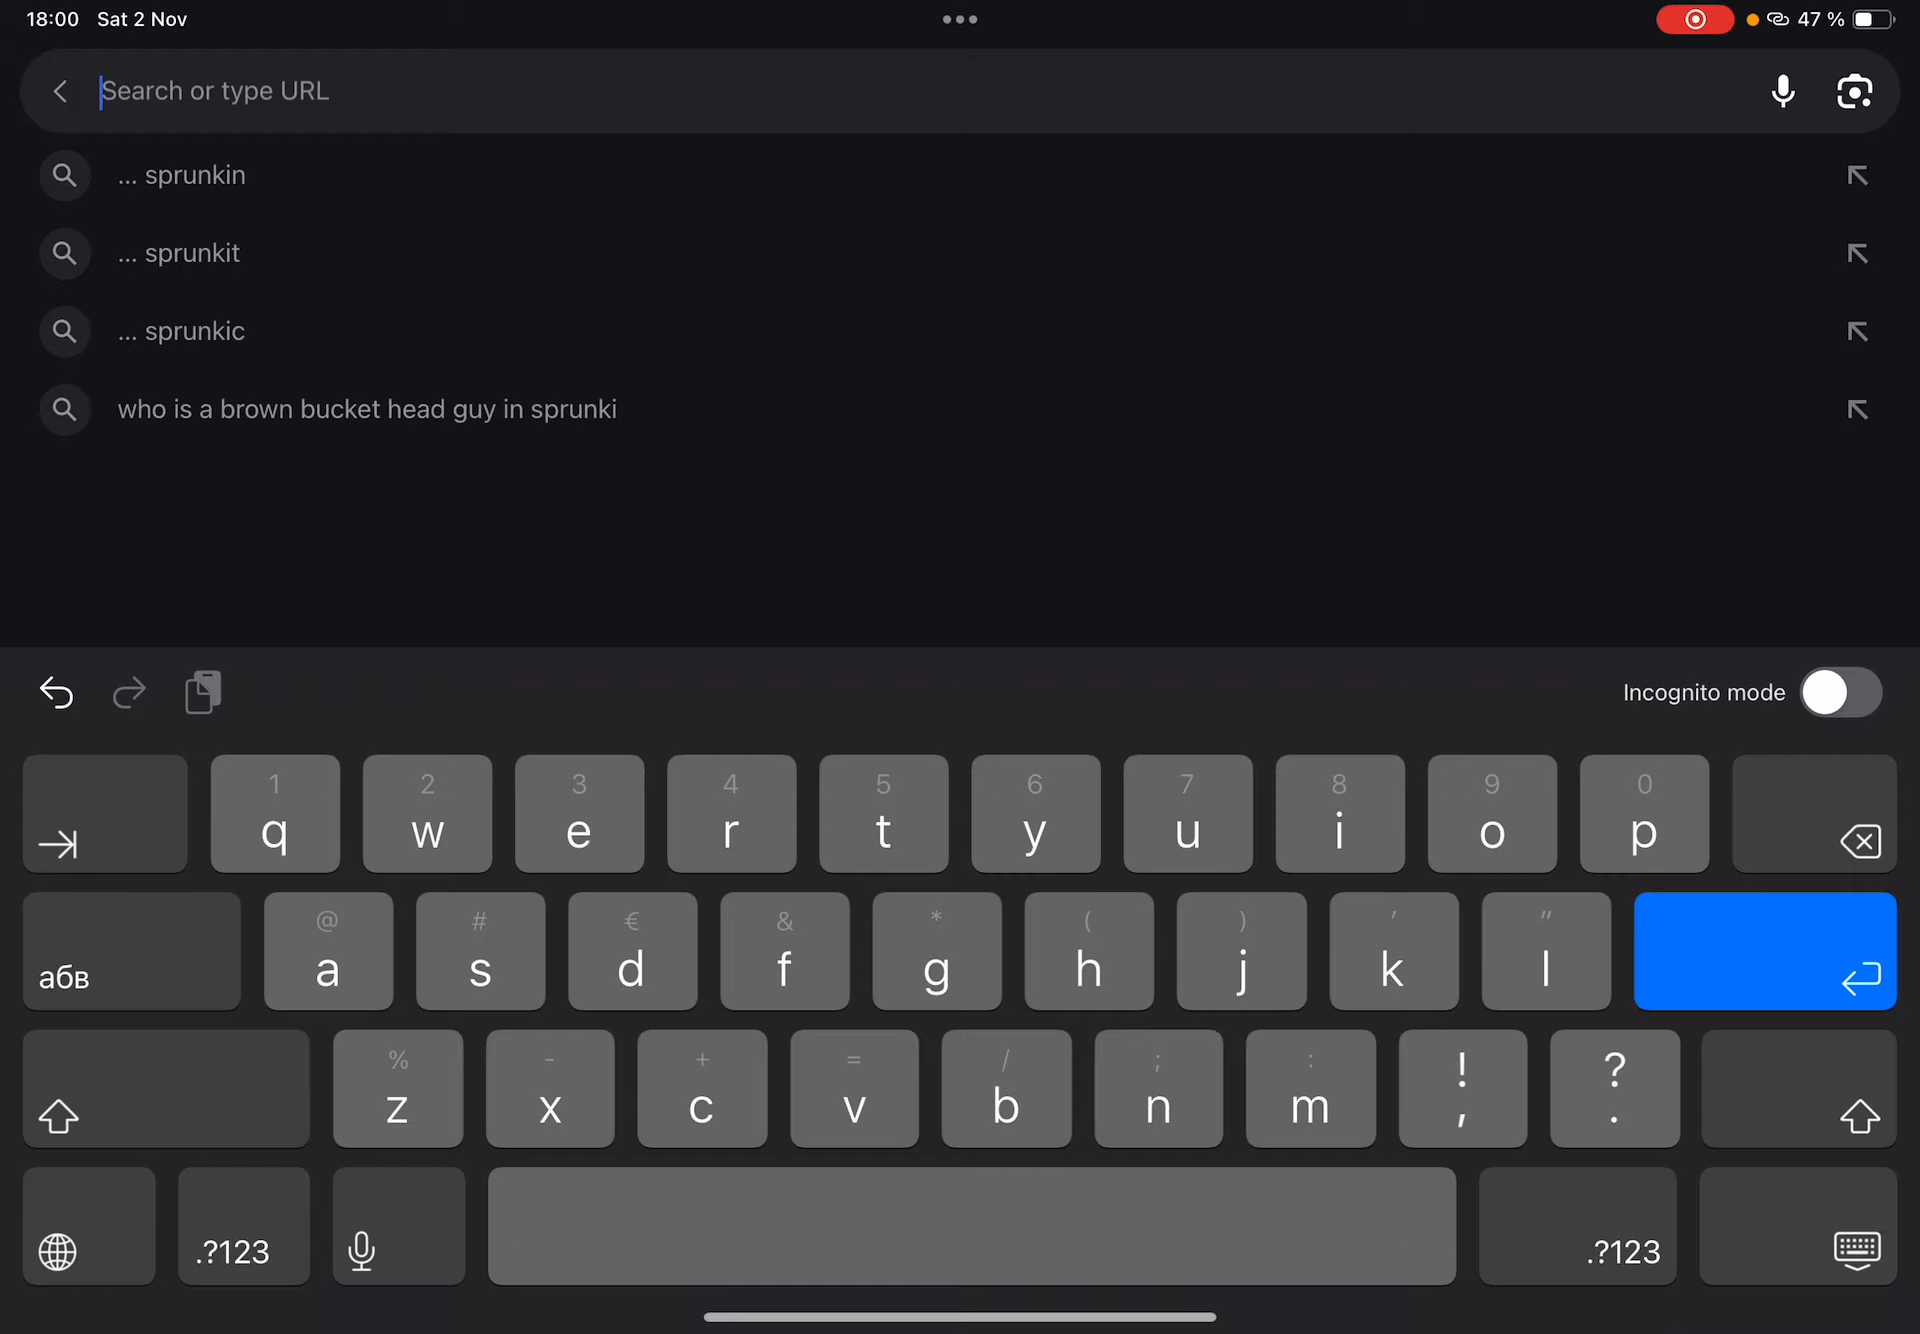 18:00 Sat 2 Nov
47 %
Search or type URL
... sprunkin
... sprunkit
... sprunkic
who is a brown bucket head guy in sprunki
Incognito mode
1 2 3 4 5 6 7 8 9 0
q w e r t y u i o p
@ # € & * ( ) ' "
абв a s d f g h j k l
% - + = / ; : ! ?
z x c v b n m , .
.?123 .?123